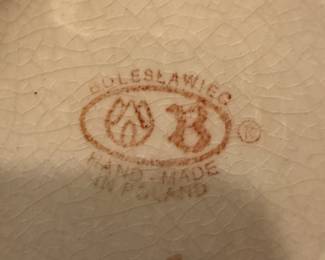 BOLESŁAWIEC
B ®
HAND MADE
IN POLAND